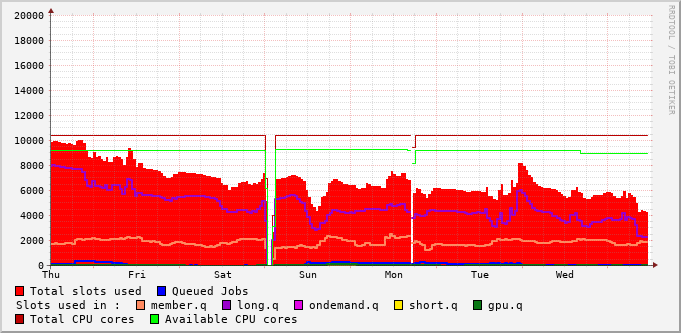 20000
18000
16000
14000
12000
10000
8000
6000
4000
2000
0
Thu Fri Sat Sun Mon Tue Wed
RRDTOOL / TOBI OETIKER
Total slots used Queued Jobs
Slots used in : member.q long.q ondemand.q short.q gpu.q
Total CPU cores Available CPU cores